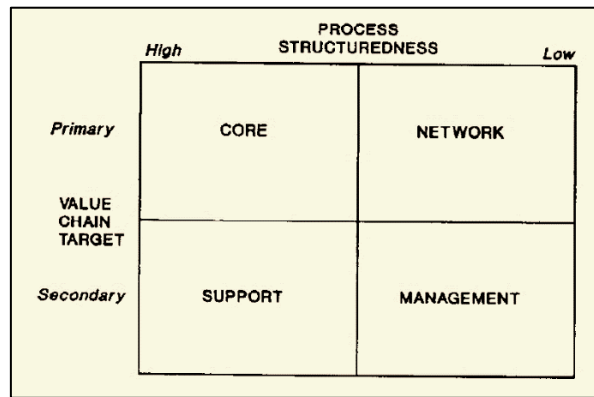 PROCESS
STRUCTUREDNESS
High
Low
Primary
CORE
NETWORK
VALUE
CHAIN
TARGET
Secondary
SUPPORT
MANAGEMENT